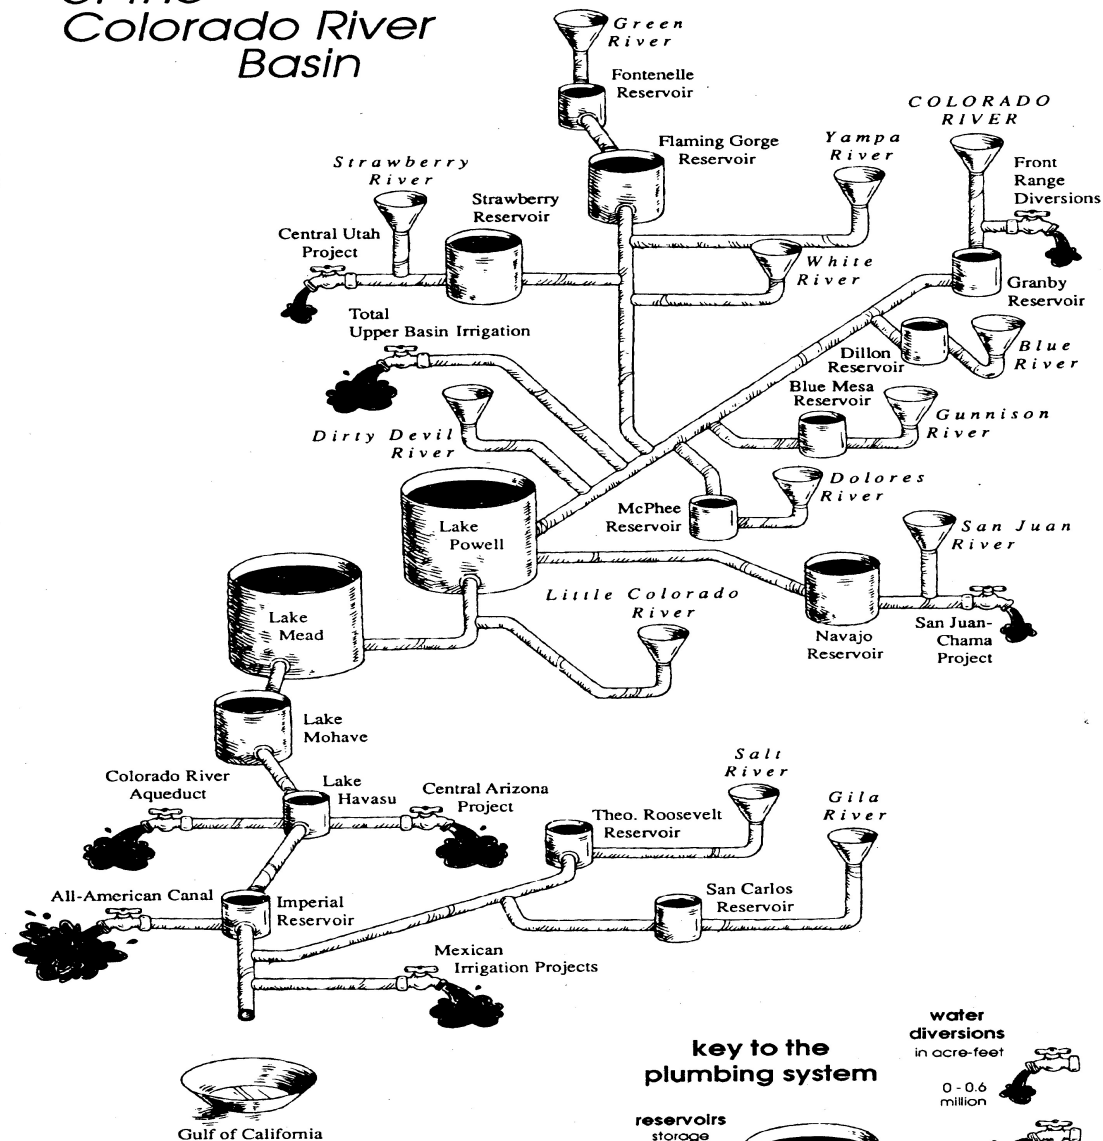 of the
Colorado River
Basin
Green
River
Fontenelle
Reservoir
COLORADO
RIVER
Flaming Gorge
Reservoir
Yampa
River
Front
Range
Diversions
Strawberry
River
Strawberry
Reservoir
Central Utah
Project
White
River
Granby
Reservoir
Total
Upper Basin Irrigation
Dillon
Reservoir
Blue
River
Blue Mesa
Reservoir
Gunnison
River
Dirty Devil
River
Dolores
River
McPhee
Reservoir
Lake
Powell
San Juan
River
Little Colorado
River
Lake
Mead
Navajo
Reservoir
San Juan-
Chama
Project
Lake
Mohave
Salt
River
Colorado River
Aqueduct
Lake
Havasu
Central Arizona
Project
Gila
River
Theo. Roosevelt
Reservoir
All-American Canal
Imperial
Reservoir
San Carlos
Reservoir
Mexican
Irrigation Projects
key to the
plumbing system
water
diversions
in acre-feet
0 - 0.6
million
reservoirs
storage
Gulf of California